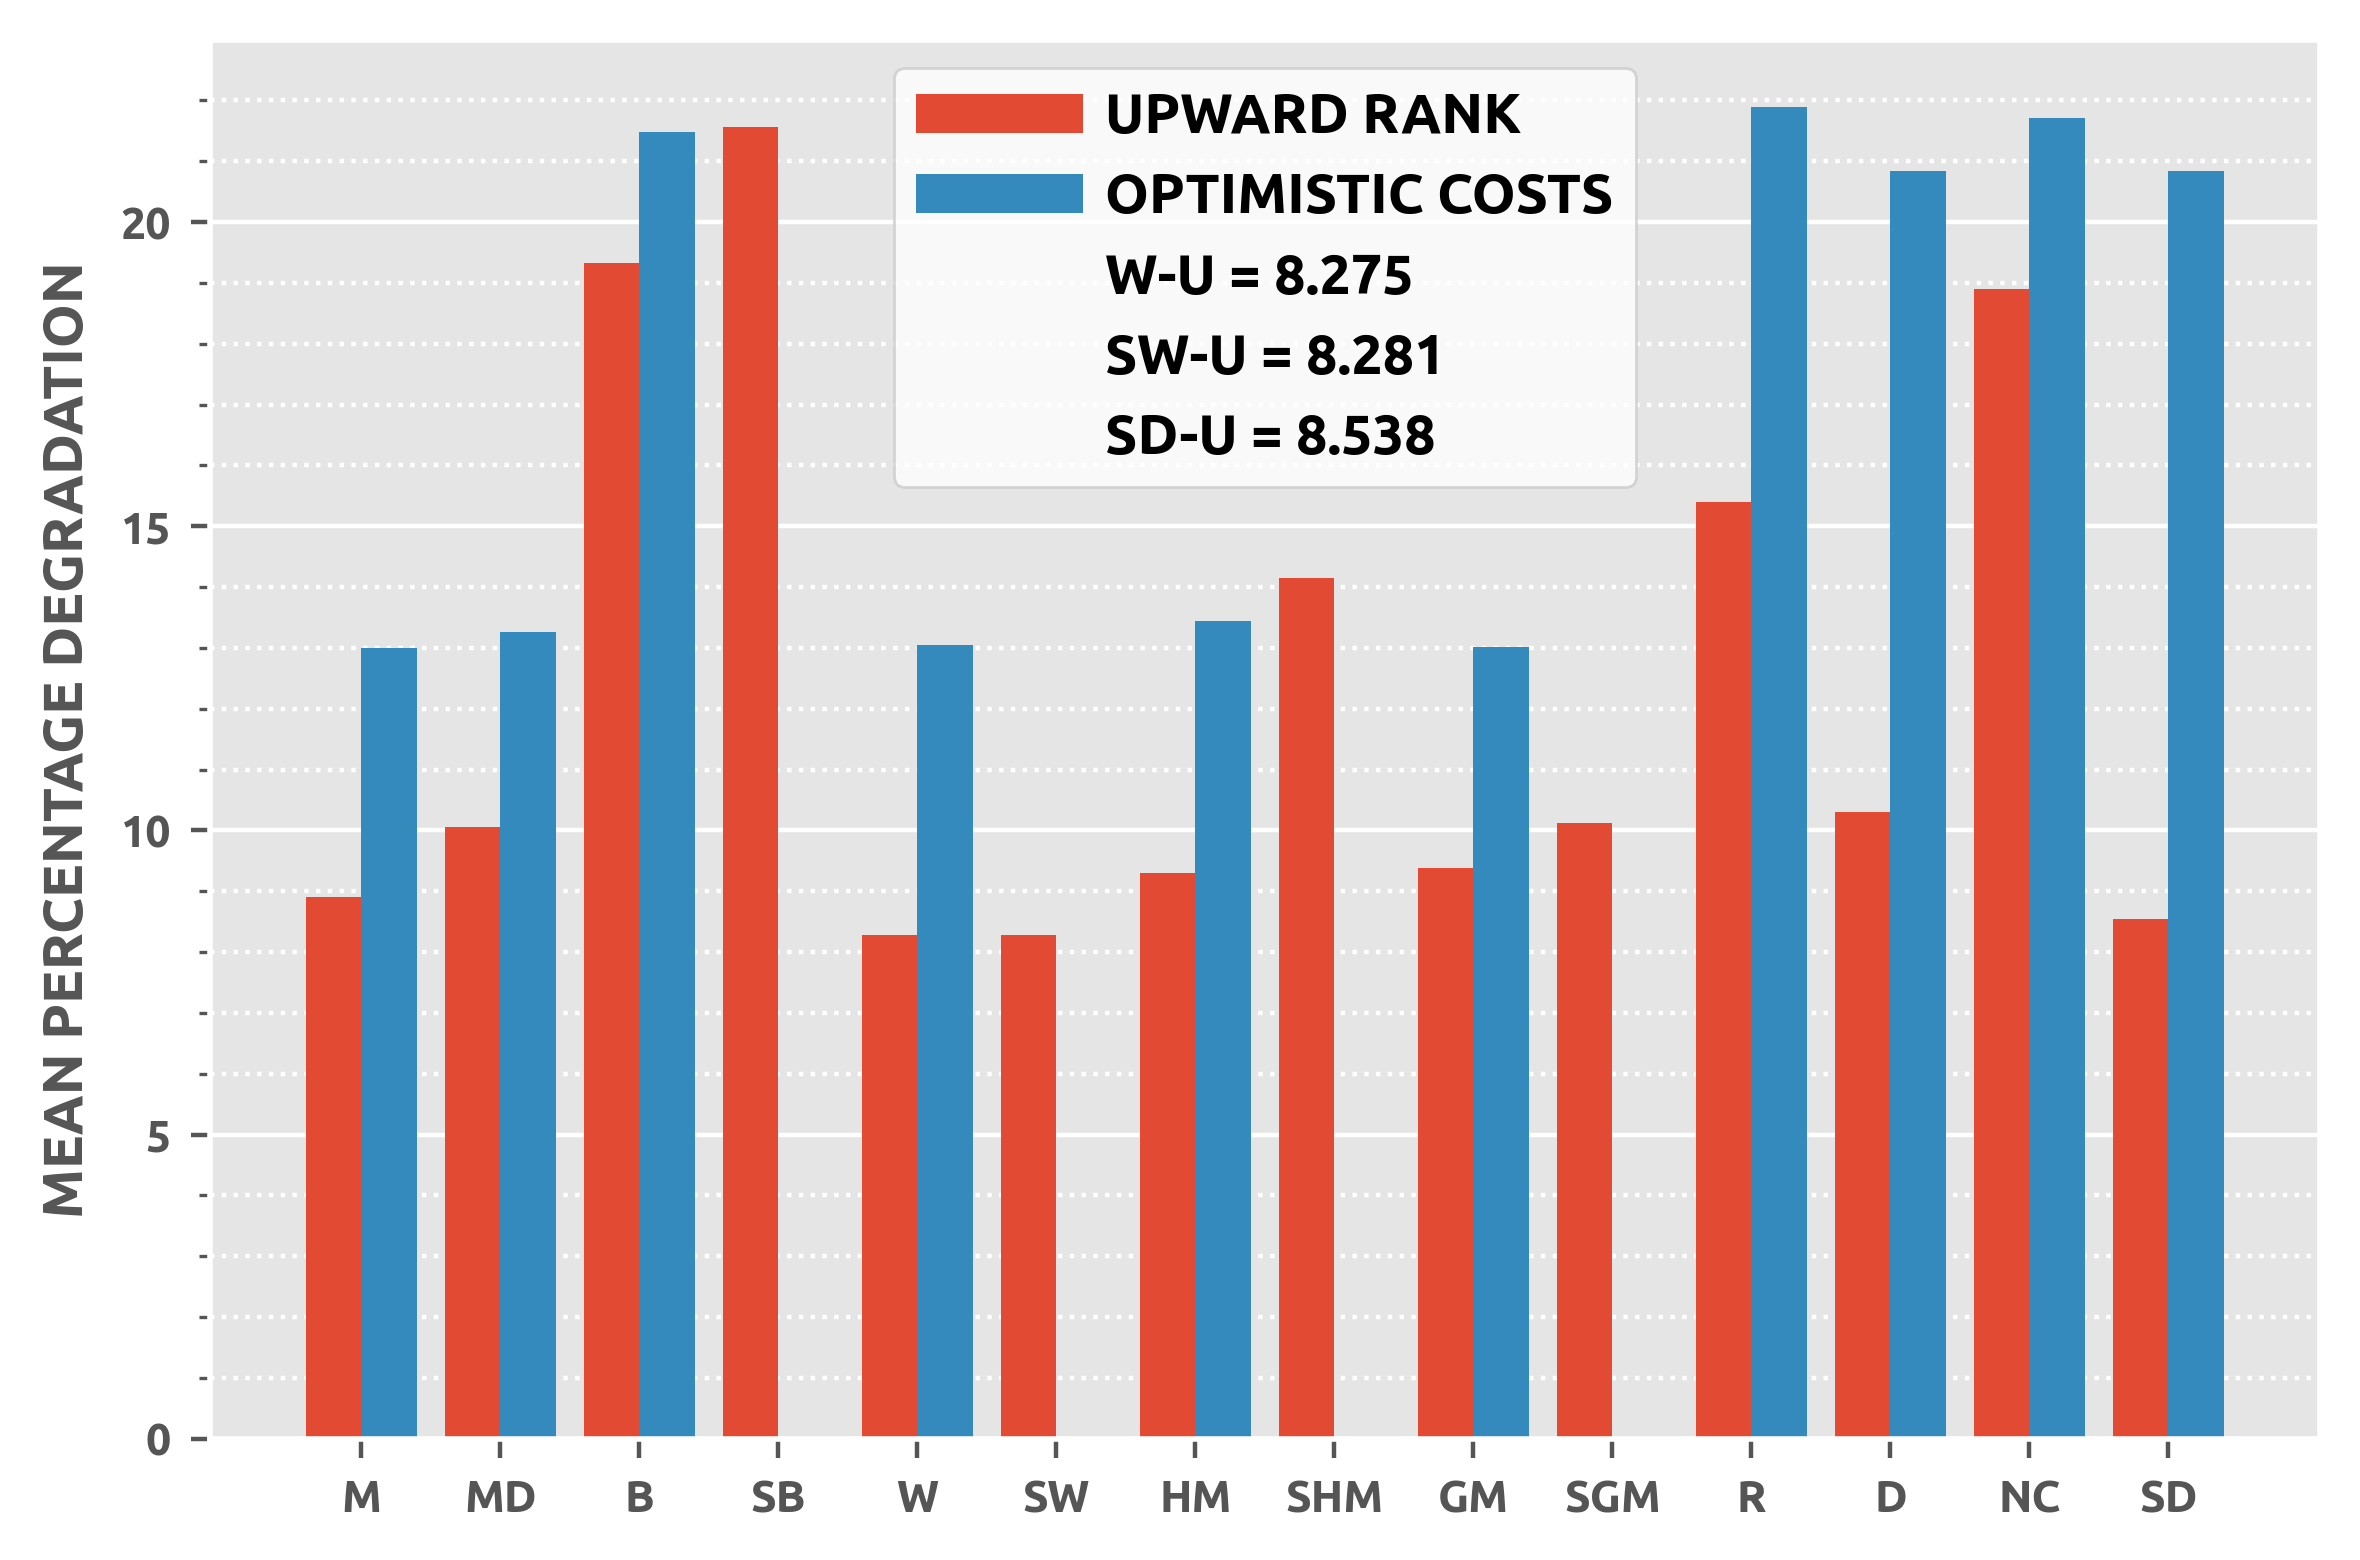 UPWARD RANK
OPTIMISTIC COSTS
W-U = 8.275
SW-U = 8.281
SD-U = 8.538
MEAN PERCENTAGE DEGRADATION
20
15
10
5
0
M MD B SB W SW HM SHM GM SGM R D NC SD